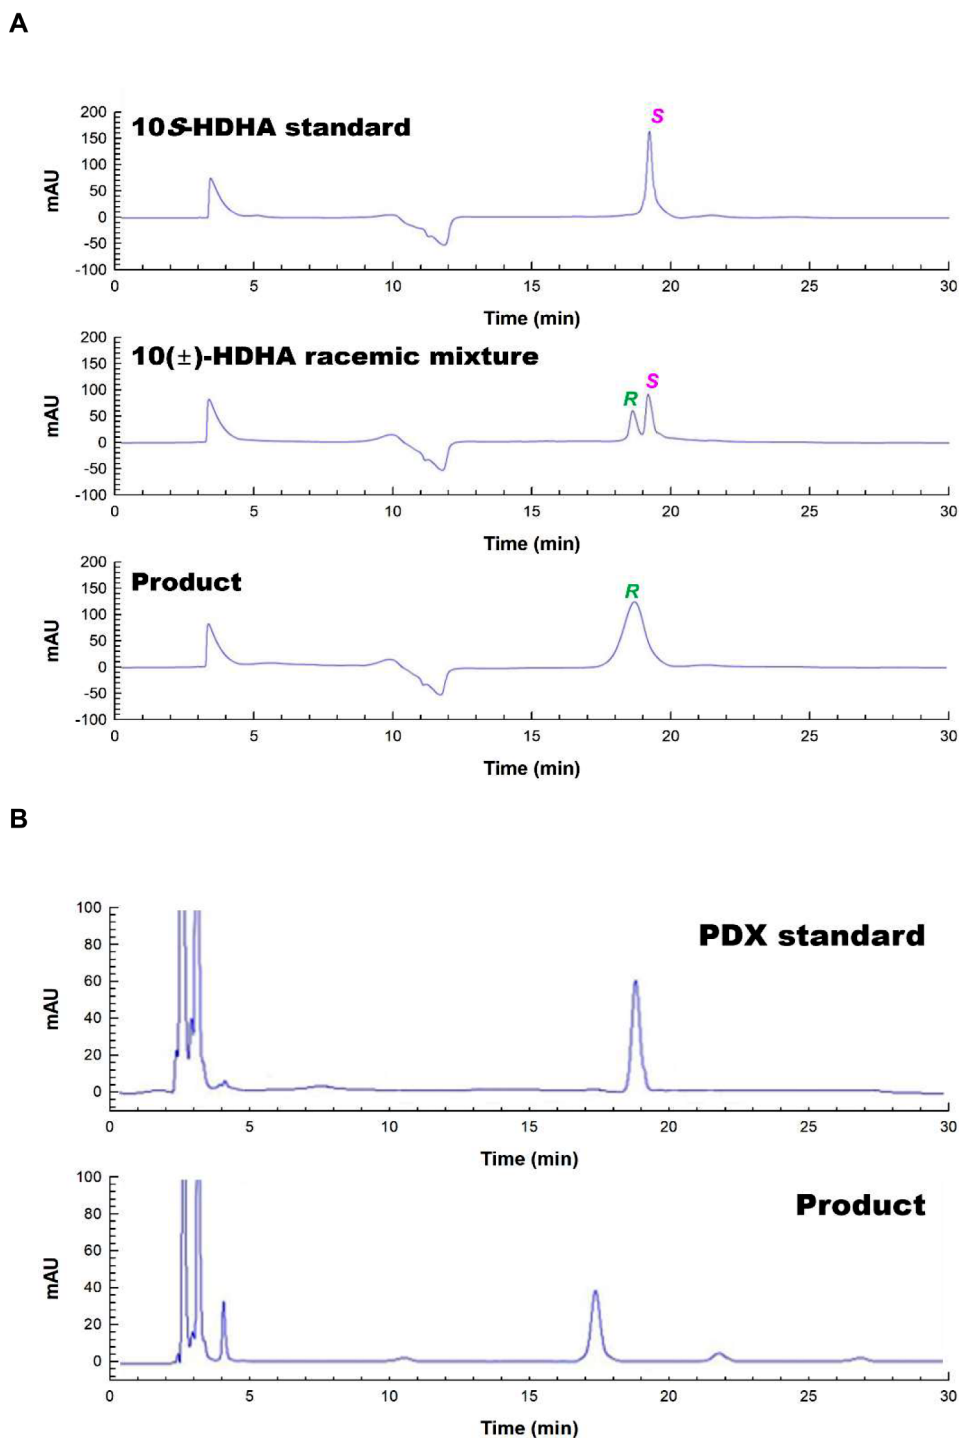 A
10S-HDHA standard
S
200
150
100
50
0
-50
-100
mAU
0 5 10 15 20 25 30
Time (min)
10(±)-HDHA racemic mixture
R S
200
150
100
50
0
-50
-100
mAU
0 5 10 15 20 25 30
Time (min)
Product
R
200
150
100
50
0
-50
-100
mAU
0 5 10 15 20 25 30
Time (min)
B
PDX standard
100
80
60
40
20
0
mAU
0 5 10 15 20 25 30
Time (min)
Product
100
80
60
40
20
0
mAU
0 5 10 15 20 25 30
Time (min)